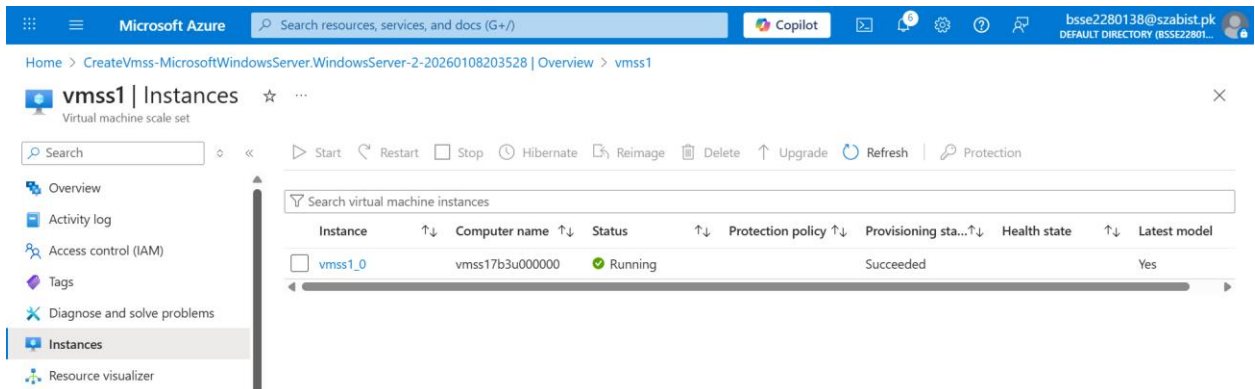 Microsoft Azure Search resources, services, and docs (G+/) Copilot 6 bsse2280138@szabist.pk
DEFAULT DIRECTORY (BSSE22801...
Home > CreateVmss-MicrosoftWindowsServer.WindowsServer-2-20260108203528 | Overview > vmss1
vmss1 | Instances
Virtual machine scale set
Search Start Restart Stop Hibernate Reimage Delete Upgrade Refresh Protection
Overview
Search virtual machine instances
Activity log
Instance Computer name Status Protection policy Provisioning sta... Health state Latest model
Access control (IAM)
vmss1_0 vmss17b3u000000 Running Succeeded Yes
Tags
Diagnose and solve problems
Instances
Resource visualizer